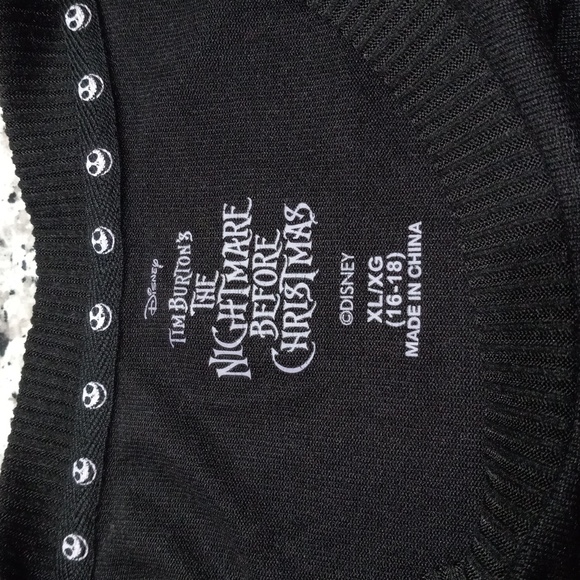 Disney
TIM BURTON'S
THE
NIGHTMARE
BEFORE
CHRISTMAS
©DISNEY
XL/XG
(16-18)
MADE IN CHINA